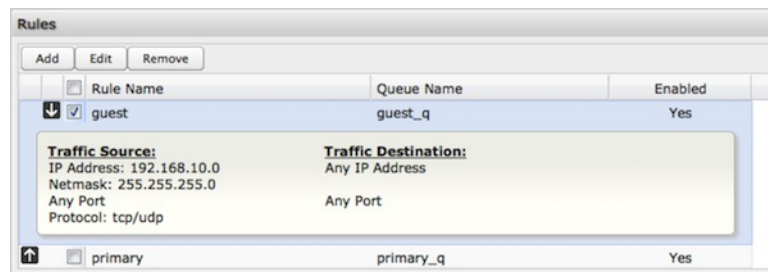 Rules
Add Edit Remove
Rule Name Queue Name Enabled
guest guest_q Yes
Traffic Source: Traffic Destination:
IP Address: 192.168.10.0 Any IP Address
Netmask: 255.255.255.0
Any Port Any Port
Protocol: tcp/udp
primary primary_q Yes